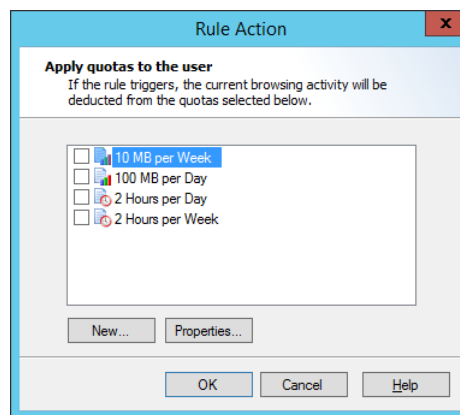 Rule Action
x
Apply quotas to the user
If the rule triggers, the current browsing activity will be
deducted from the quotas selected below.
10 MB per Week
100 MB per Day
2 Hours per Day
2 Hours per Week
New... Properties...
OK Cancel Help